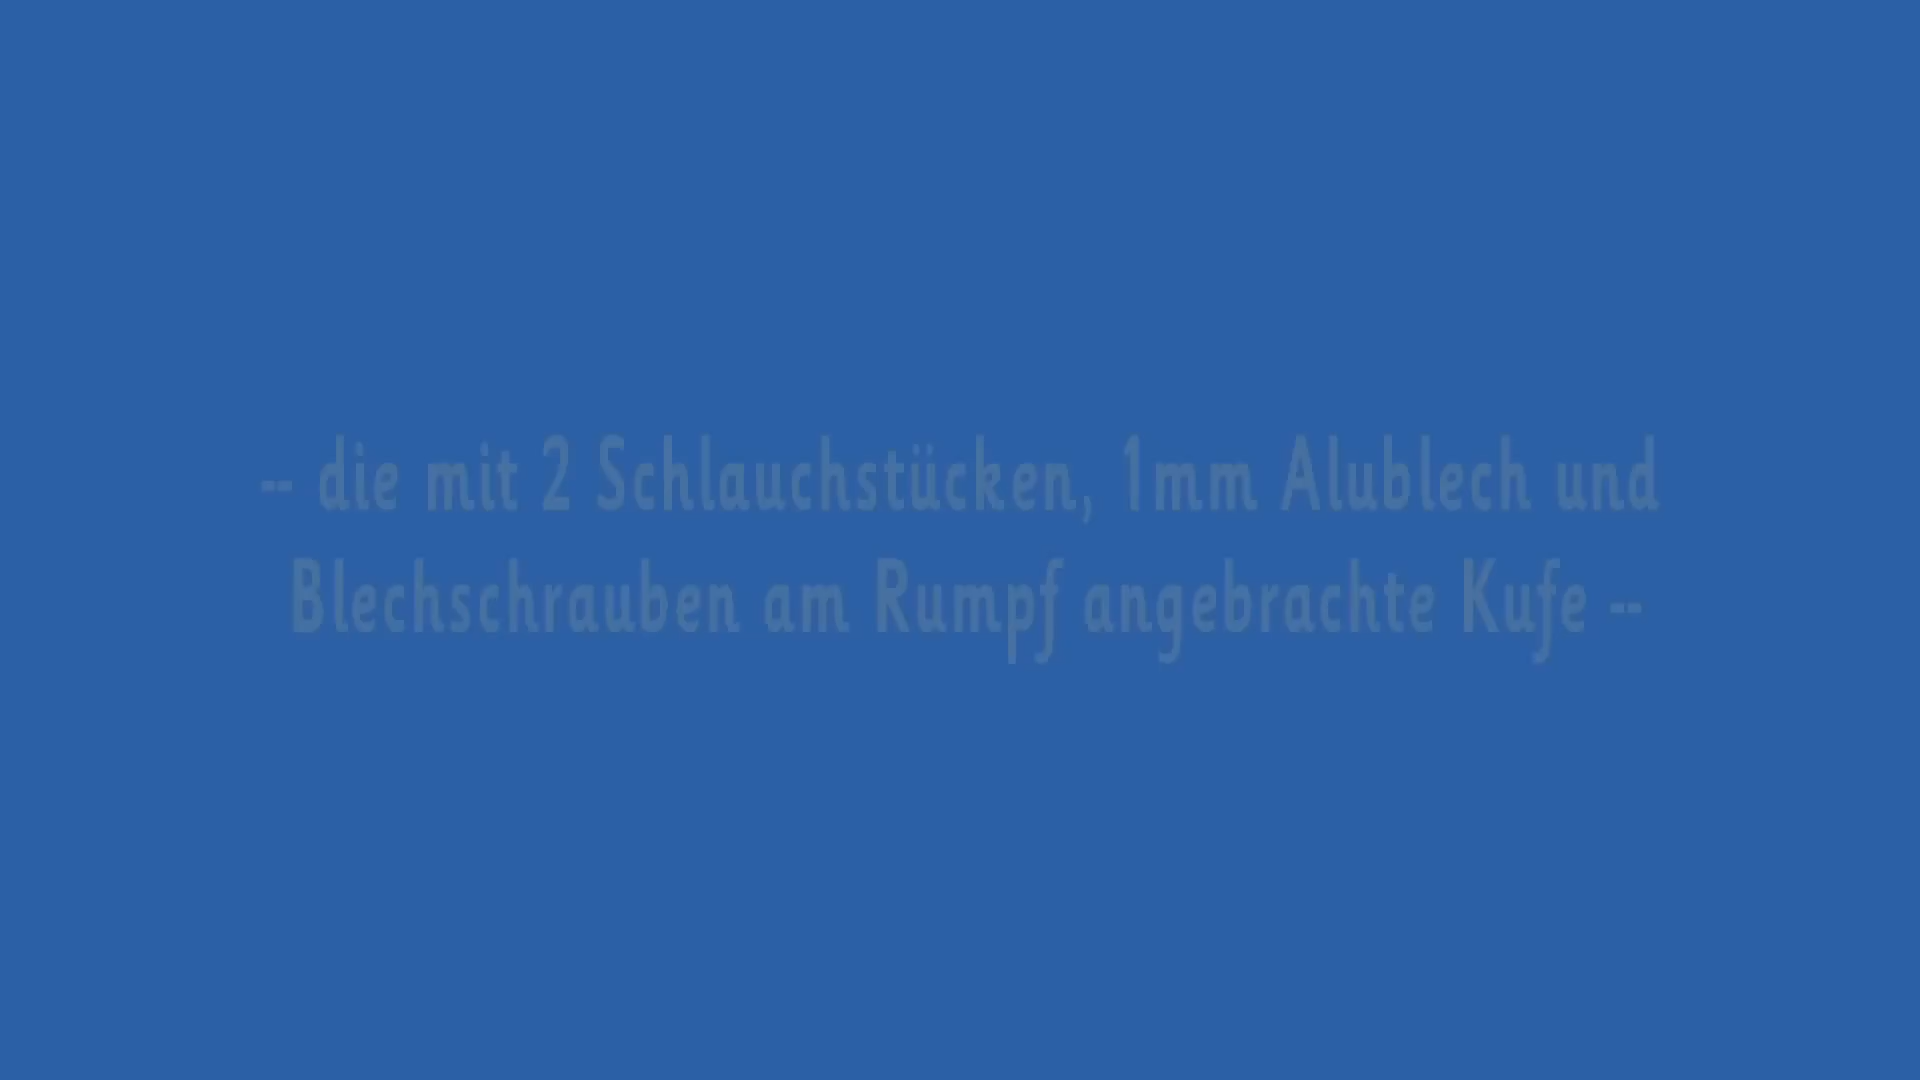 -- die mit 2 Schlauchstücken, 1mm Alublech und
Blechschrauben am Rumpf angebrachte Kufe --